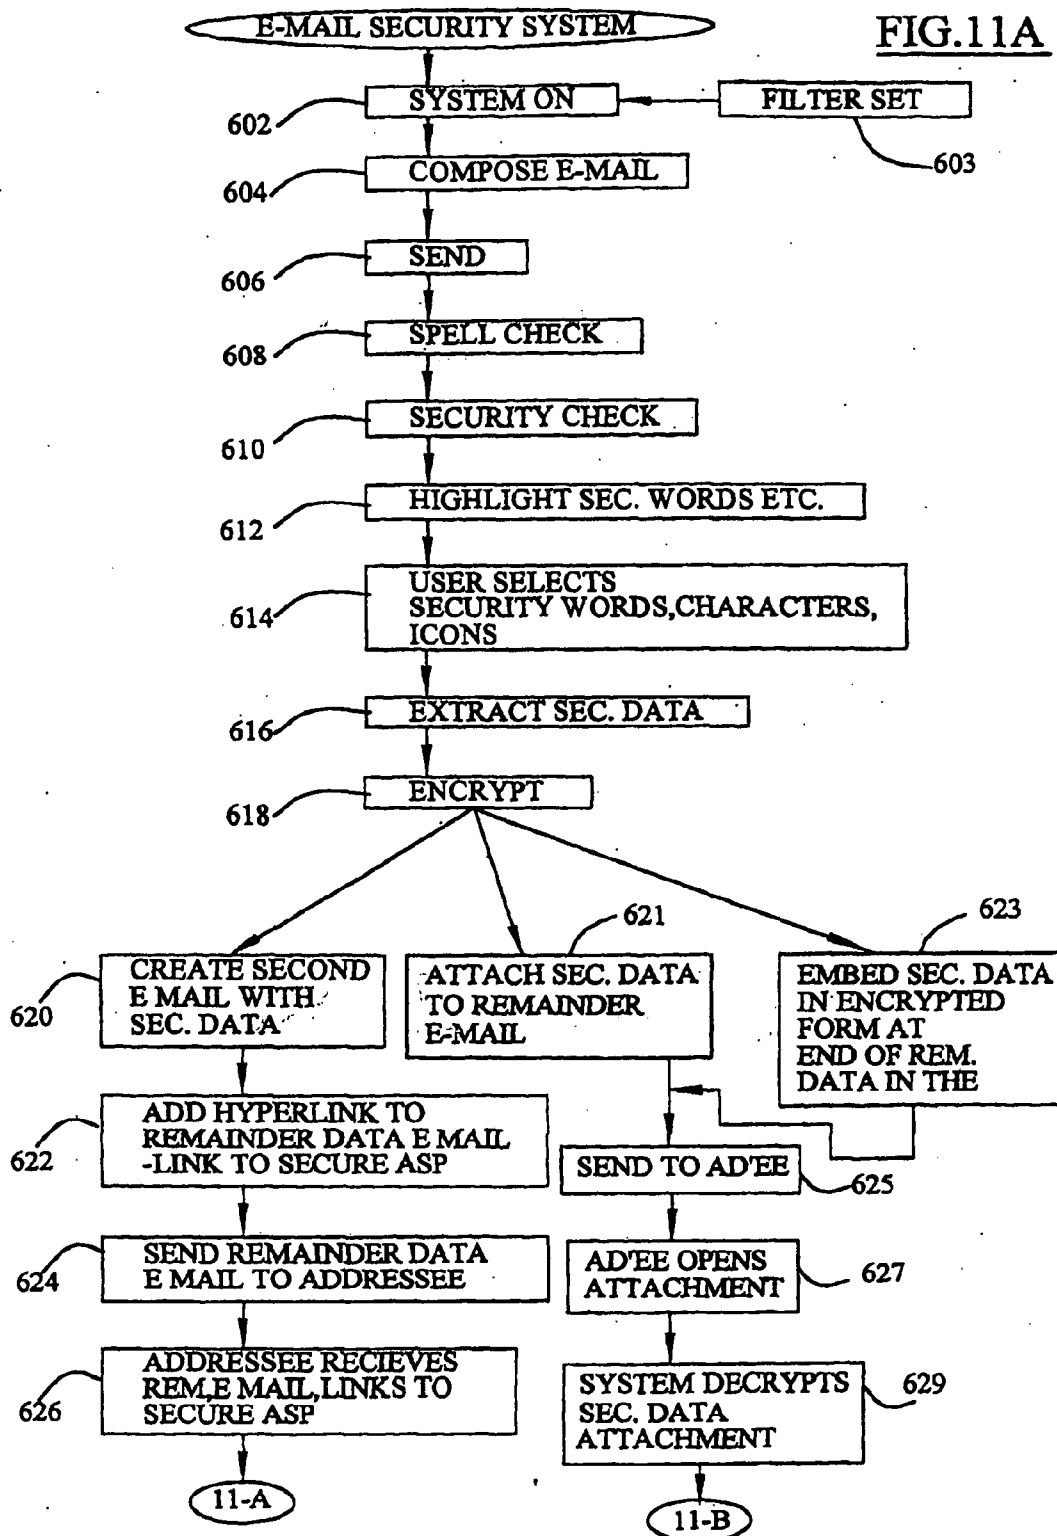 E-MAIL SECURITY SYSTEM
FIG.11A
SYSTEM ON
FILTER SET
602
603
COMPOSE E-MAIL
604
SEND
606
SPELL CHECK
608
SECURITY CHECK
610
HIGHLIGHT SEC. WORDS ETC.
612
USER SELECTS
SECURITY WORDS,CHARACTERS,
ICONS
614
EXTRACT SEC. DATA
616
ENCRYPT
618
CREATE SECOND
E MAIL WITH
SEC. DATA
620
621
ATTACH SEC. DATA
TO REMAINDER
E-MAIL
623
EMBED SEC. DATA
IN ENCRYPTED
FORM AT
END OF REM.
DATA IN THE
ADD HYPERLINK TO
REMAINDER DATA E MAIL
-LINK TO SECURE ASP
622
SEND TO AD'EE
625
SEND REMAINDER DATA
E MAIL TO ADDRESSEE
624
AD'EE OPENS
ATTACHMENT
627
ADDRESSEE RECIEVES
REM,E MAIL,LINKS TO
SECURE ASP
626
SYSTEM DECRYPTS
SEC. DATA
ATTACHMENT
629
11-A
11-B